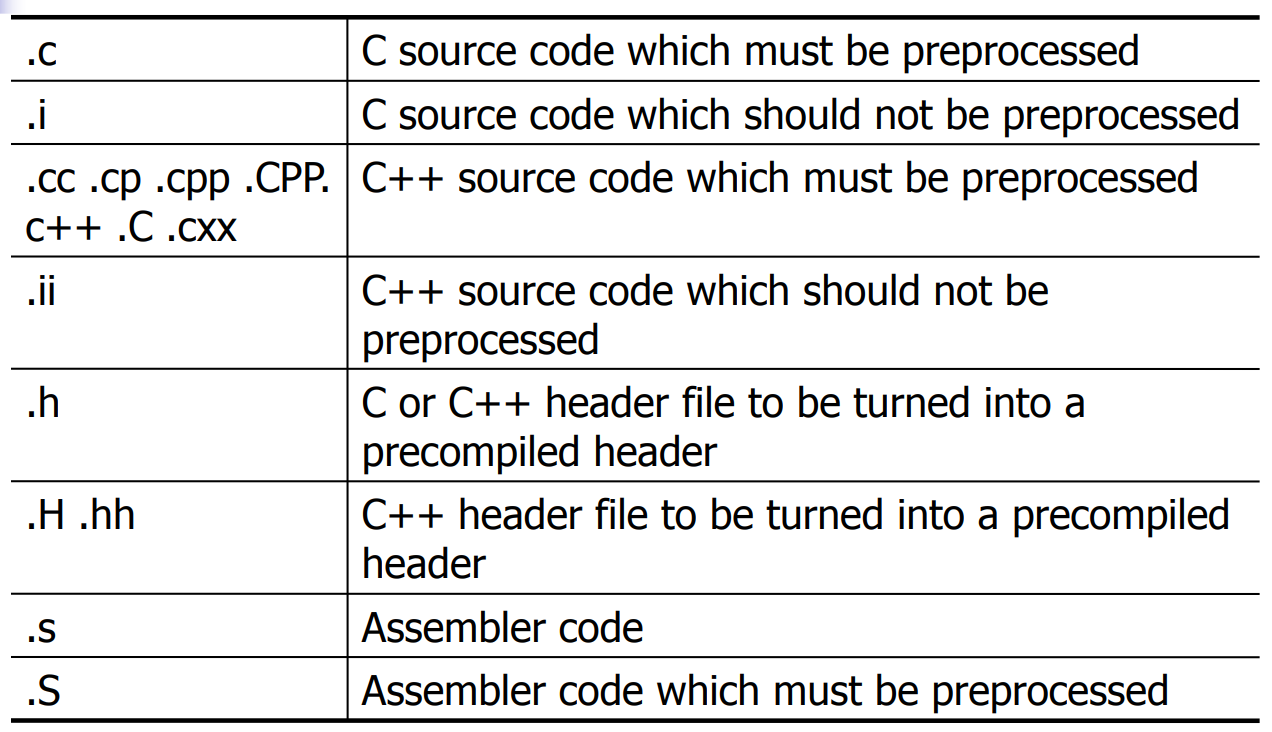 .c
C source code which must be preprocessed
.i
C source code which should not be preprocessed
.cc .cp .cpp .CPP.
c++ .C .cxx
C++ source code which must be preprocessed
.ii
C++ source code which should not be
preprocessed
.h
C or C++ header file to be turned into a
precompiled header
.H .hh
C++ header file to be turned into a precompiled
header
.s
Assembler code
.S
Assembler code which must be preprocessed